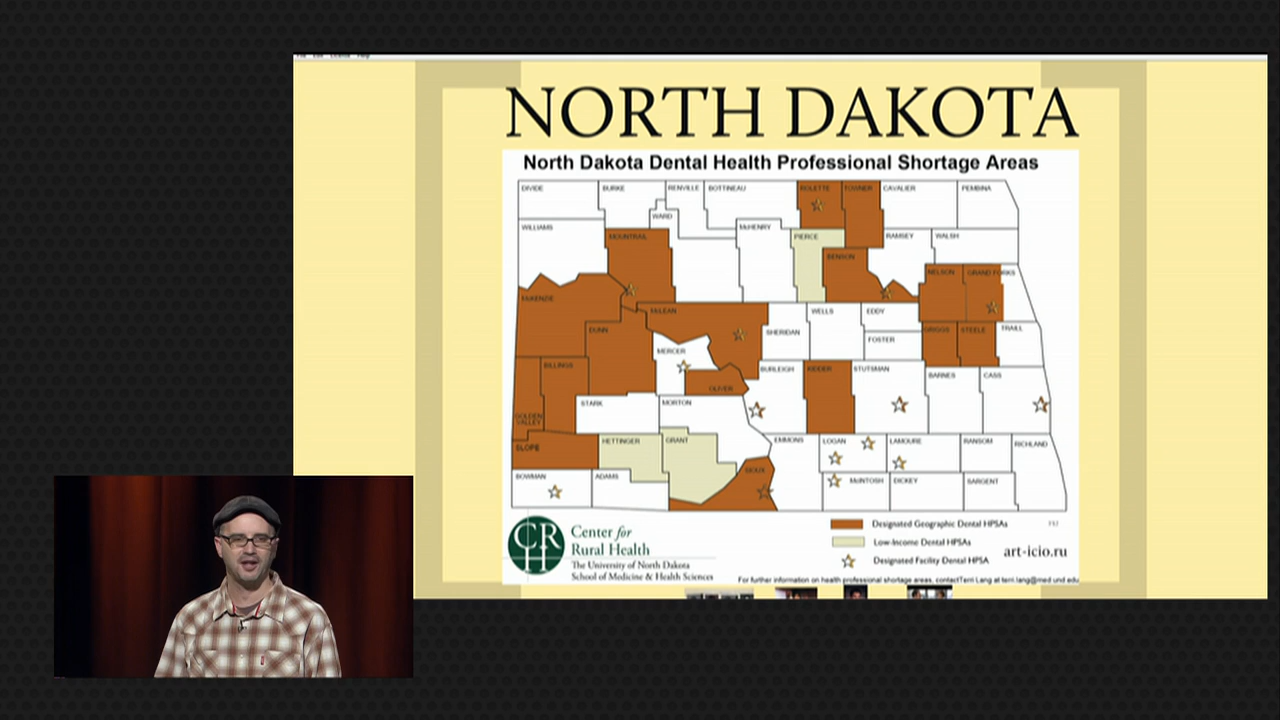 NORTH DAKOTA
North Dakota Dental Health Professional Shortage Areas
DIVIDE
BURKE
RENVILLE
BOTTINEAU
ROLETTE
TOWNER
CAVALIER
PEMBINA
WARD
WILLIAMS
McHENRY
MOUNTRAIL
PIERCE
RAMSEY
WALSH
BENSON
NELSON
GRAND FORKS
McKENZIE
McLEAN
WELLS
EDDY
DUNN
SHERIDAN
GRIGGS
STEELE
TRAILL
FOSTER
MERCER
BILLINGS
OLIVER
BURLEIGH
KIDDER
STUTSMAN
BARNES
CASS
STARK
MORTON
GOLDEN
VALLEY
SLOPE
HETTINGER
GRANT
EMMONS
LOGAN
LAMOURE
RANSOM
RICHLAND
BOWMAN
ADAMS
SIOUX
McINTOSH
DICKEY
SARGENT
CRH
Center for
Rural Health
The University of North Dakota
School of Medicine & Health Sciences
Designated Geographic Dental HPSAs
Low-Income Dental HPSAs
Designated Facility Dental HPSA
art-icio.ru
For further information on health professional shortage areas, contactTerri Lang at terri.lang@med und.edu